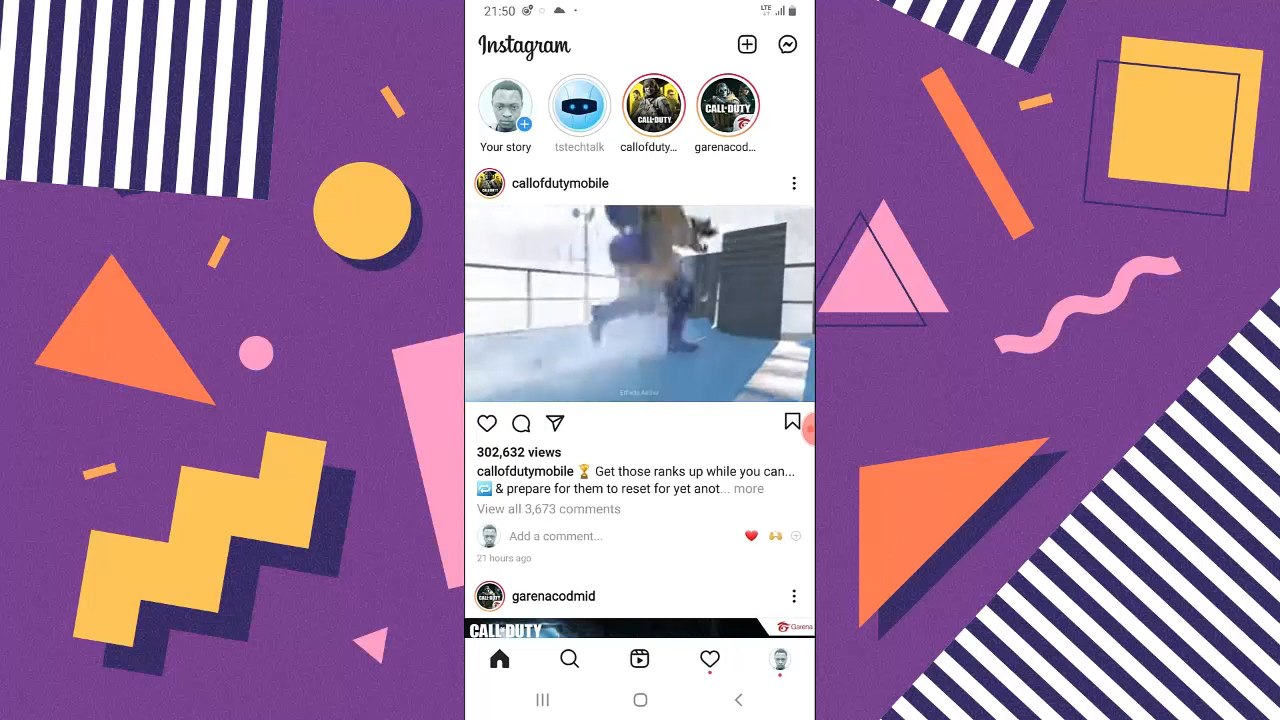 21:50
LTE
Instagram
Your story
tstechtalk
callofduty...
garenacod...
CALL·DUTY
CALL·DUTY
callofdutymobile
302,632 views
callofdutymobile 🏆 Get those ranks up while you can...
🔁 & prepare for them to reset for yet anot... more
View all 3,673 comments
Add a comment...
21 hours ago
garenacodmid
CALL·DUTY
Garena